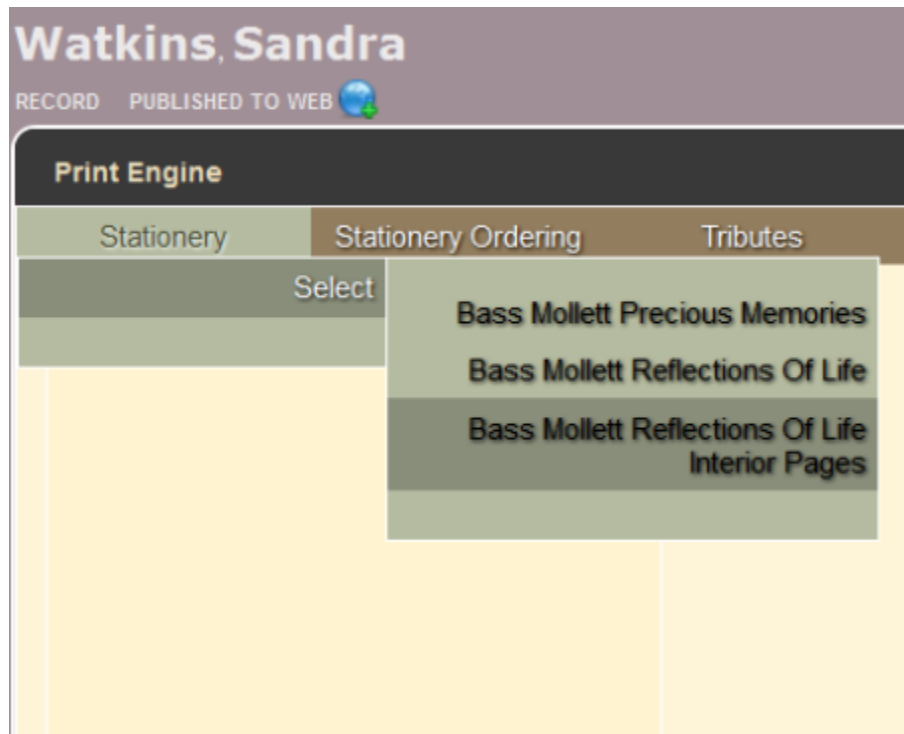 Watkins, Sandra
RECORD PUBLISHED TO WEB
Print Engine
Stationery Stationery Ordering Tributes
Select
Bass Mollett Precious Memories
Bass Mollett Reflections Of Life
Bass Mollett Reflections Of Life
Interior Pages